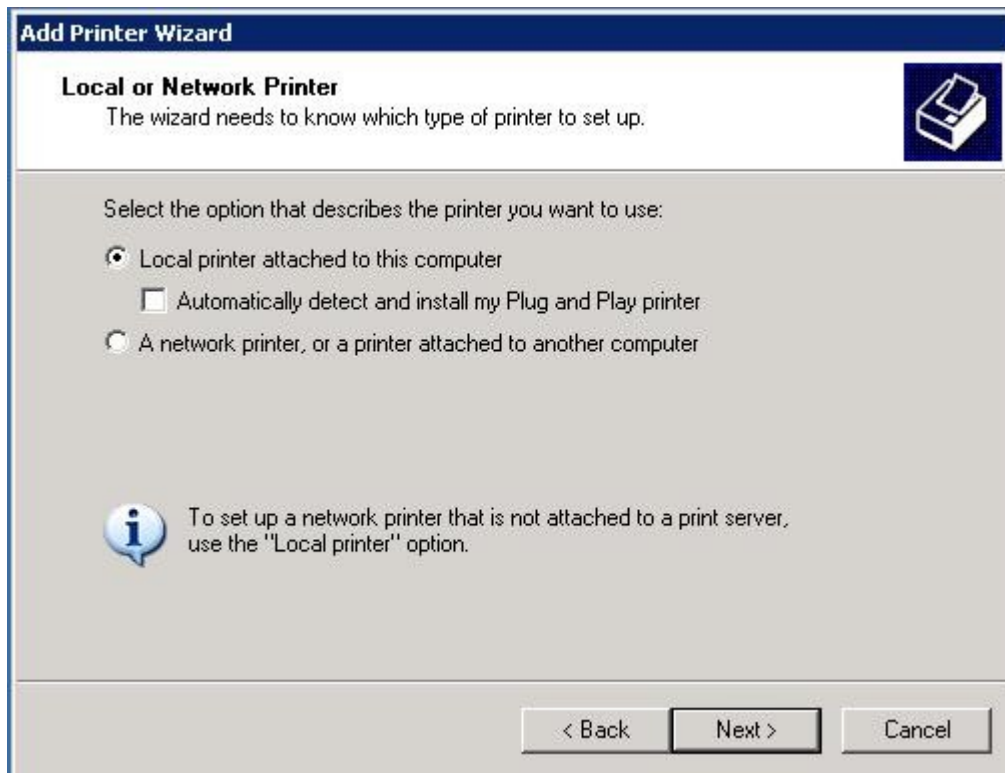 Add Printer Wizard
Local or Network Printer
The wizard needs to know which type of printer to set up.
Select the option that describes the printer you want to use:
Local printer attached to this computer
Automatically detect and install my Plug and Play printer
A network printer, or a printer attached to another computer
To set up a network printer that is not attached to a print server,
use the "Local printer" option.
< Back
Next >
Cancel